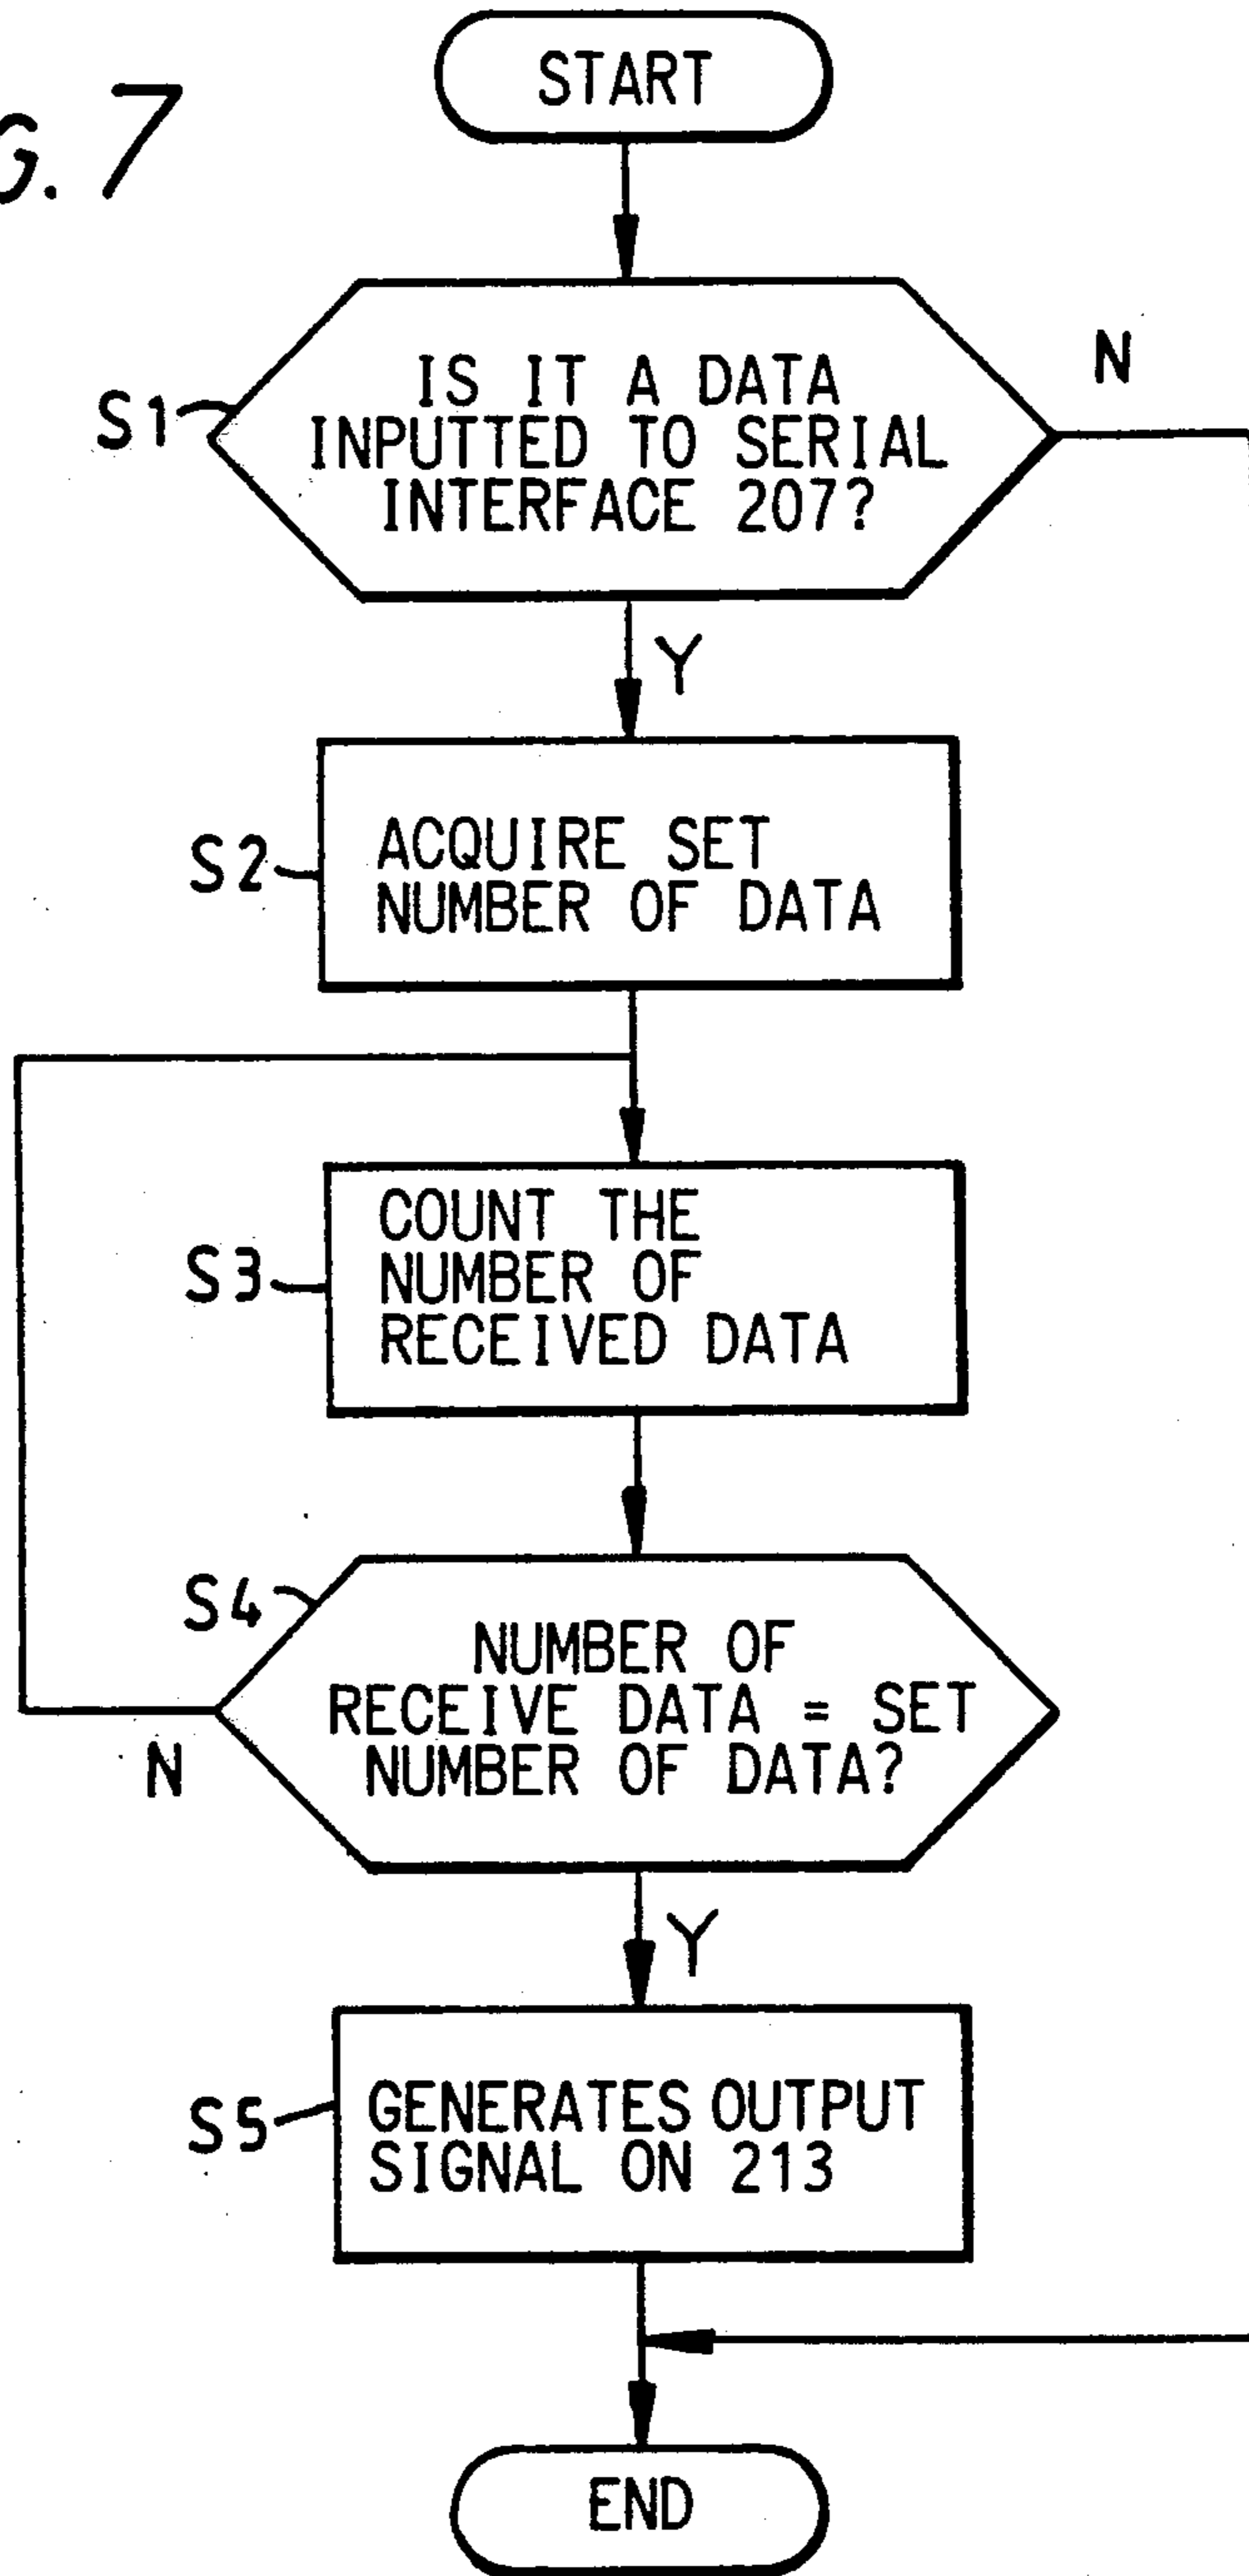 G. 7
START
S1
IS IT A DATA
INPUTTED TO SERIAL
INTERFACE 207?
N
Y
S2
ACQUIRE SET
NUMBER OF DATA
S3
COUNT THE
NUMBER OF
RECEIVED DATA
S4
NUMBER OF
RECEIVE DATA = SET
NUMBER OF DATA?
N
Y
S5
GENERATES OUTPUT
SIGNAL ON 213
END